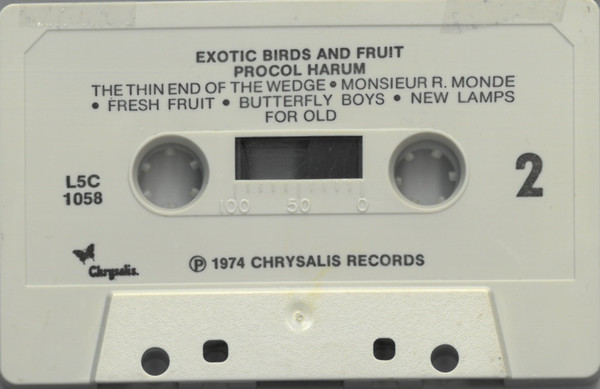 EXOTIC BIRDS AND FRUIT
PROCOL HARUM
THE THIN END OF THE WEDGE • MONSIEUR R. MONDE
• FRESH FRUIT • BUTTERFLY BOYS • NEW LAMPS
FOR OLD
L5C
1058
2
100 50 0
Chrysalis.
℗ 1974 CHRYSALIS RECORDS